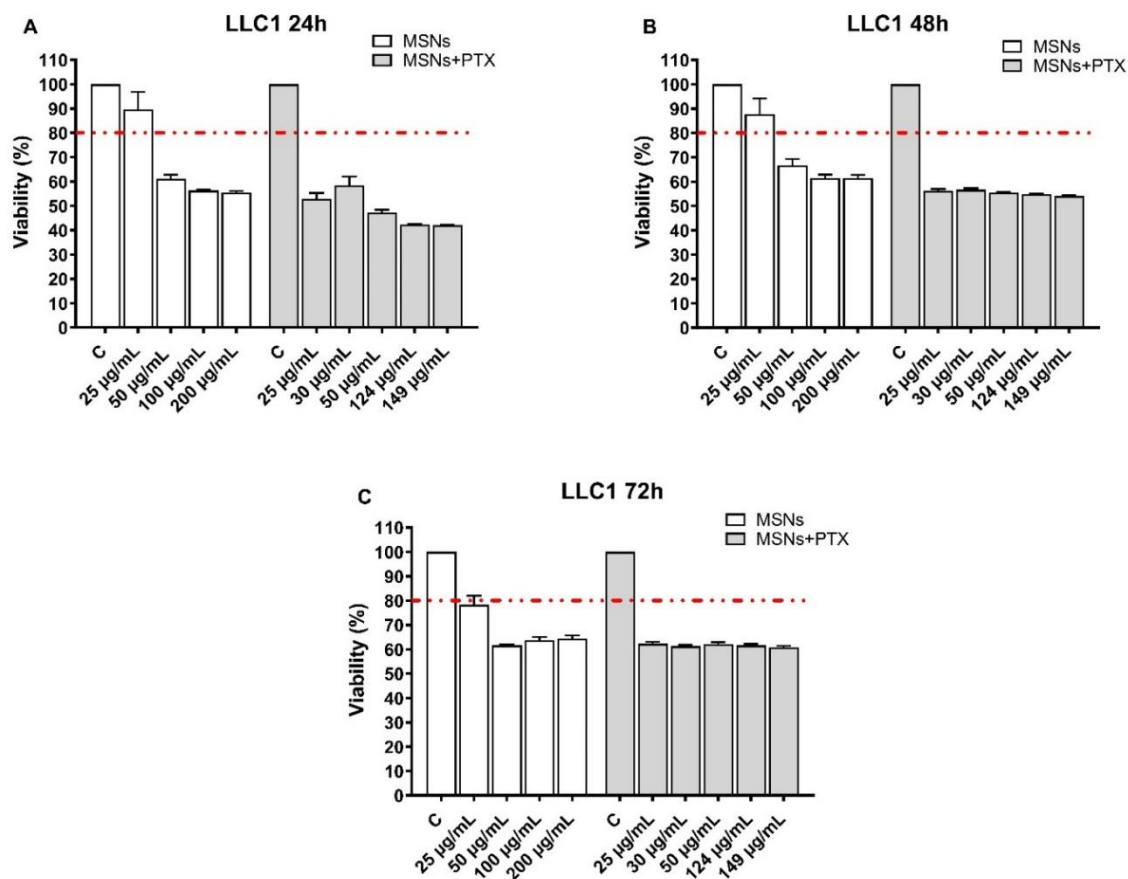 A
LLC1 24h
MSNs
MSNs+PTX
Viability (%)
110
100
90
80
70
60
50
40
30
20
10
0
C
25 µg/mL
50 µg/mL
100 µg/mL
200 µg/mL
C
25 µg/mL
30 µg/mL
50 µg/mL
124 µg/mL
149 µg/mL
B
LLC1 48h
MSNs
MSNs+PTX
Viability (%)
110
100
90
80
70
60
50
40
30
20
10
0
C
25 µg/mL
50 µg/mL
100 µg/mL
200 µg/mL
C
25 µg/mL
30 µg/mL
50 µg/mL
124 µg/mL
149 µg/mL
C
LLC1 72h
MSNs
MSNs+PTX
Viability (%)
110
100
90
80
70
60
50
40
30
20
10
0
C
25 µg/mL
50 µg/mL
100 µg/mL
200 µg/mL
C
25 µg/mL
30 µg/mL
50 µg/mL
124 µg/mL
149 µg/mL